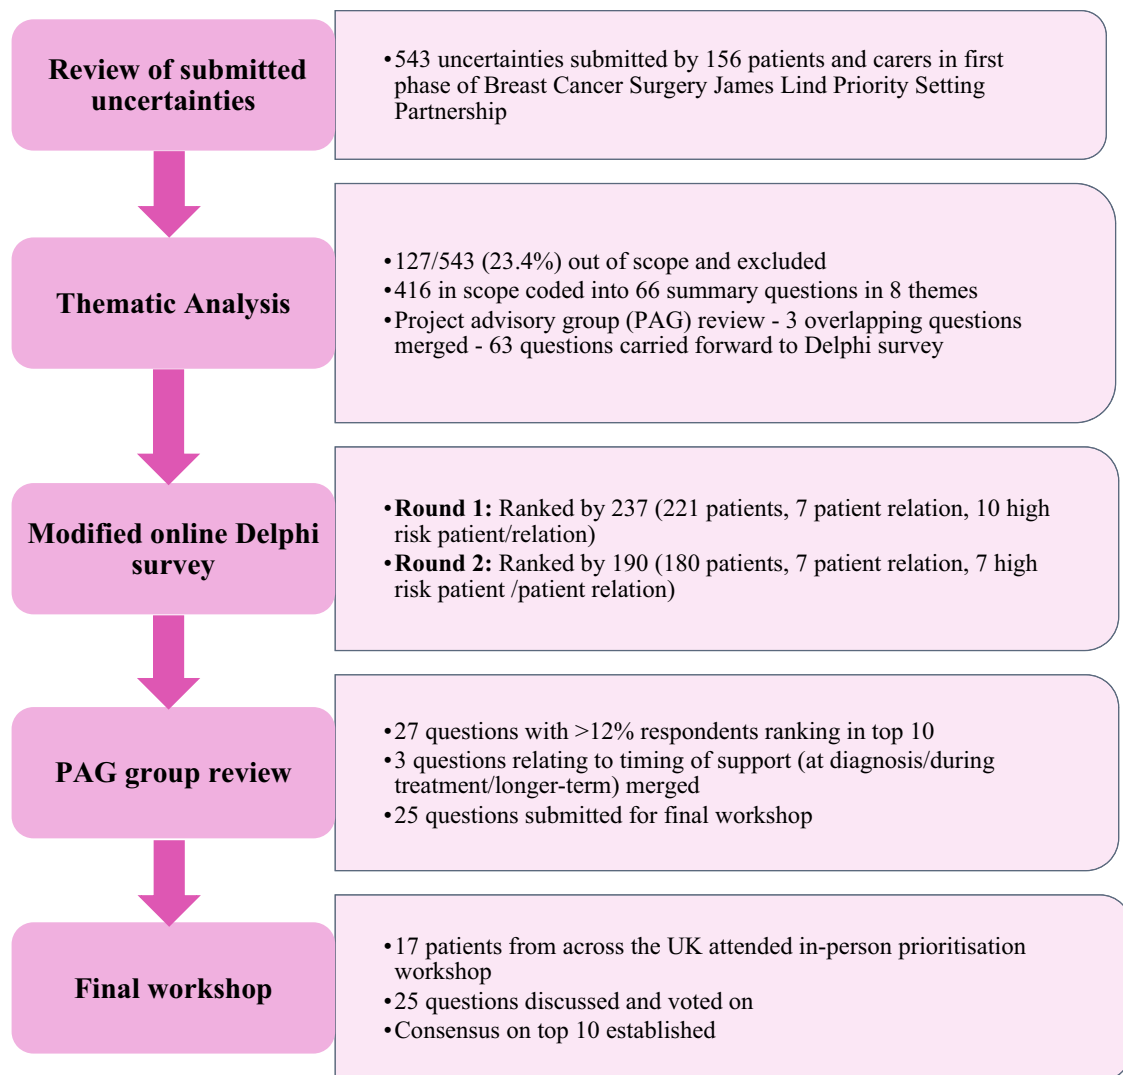 Review of submitted
uncertainties
•543 uncertainties submitted by 156 patients and carers in first
phase of Breast Cancer Surgery James Lind Priority Setting
Partnership
Thematic Analysis
•127/543 (23.4%) out of scope and excluded
•416 in scope coded into 66 summary questions in 8 themes
•Project advisory group (PAG) review - 3 overlapping questions
merged - 63 questions carried forward to Delphi survey
Modified online Delphi
survey
•Round 1: Ranked by 237 (221 patients, 7 patient relation, 10 high
risk patient/relation)
•Round 2: Ranked by 190 (180 patients, 7 patient relation, 7 high
risk patient /patient relation)
PAG group review
•27 questions with >12% respondents ranking in top 10
•3 questions relating to timing of support (at diagnosis/during
treatment/longer-term) merged
•25 questions submitted for final workshop
Final workshop
•17 patients from across the UK attended in-person prioritisation
workshop
•25 questions discussed and voted on
•Consensus on top 10 established